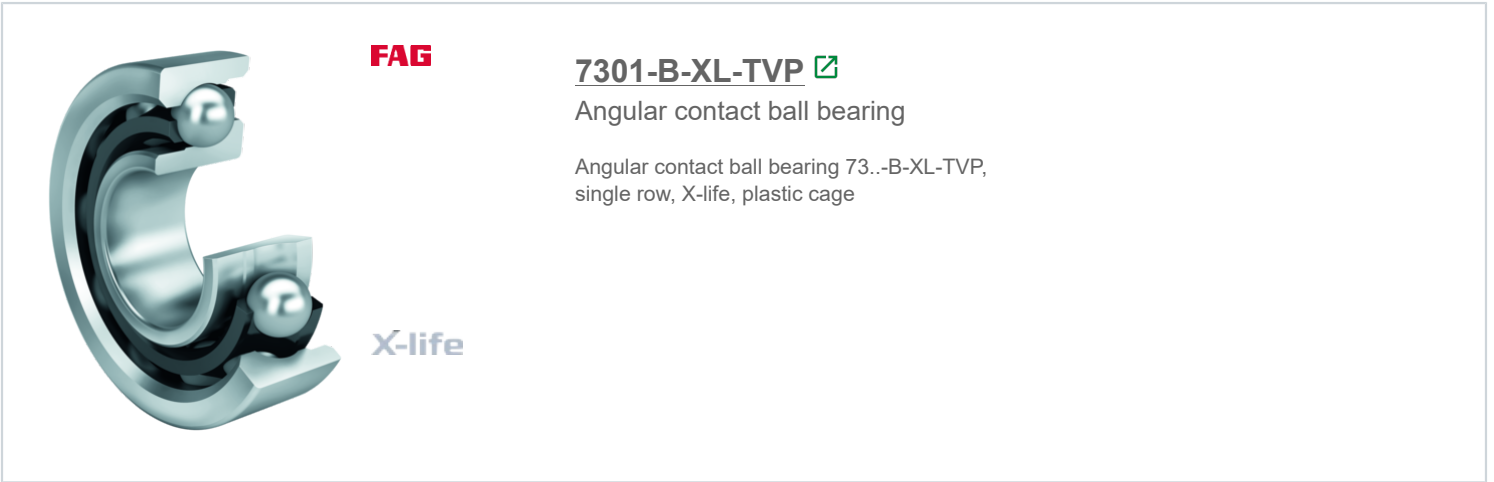 FAG
7301-B-XL-TVP
Angular contact ball bearing
Angular contact ball bearing 73..-B-XL-TVP,
single row, X-life, plastic cage
X-life